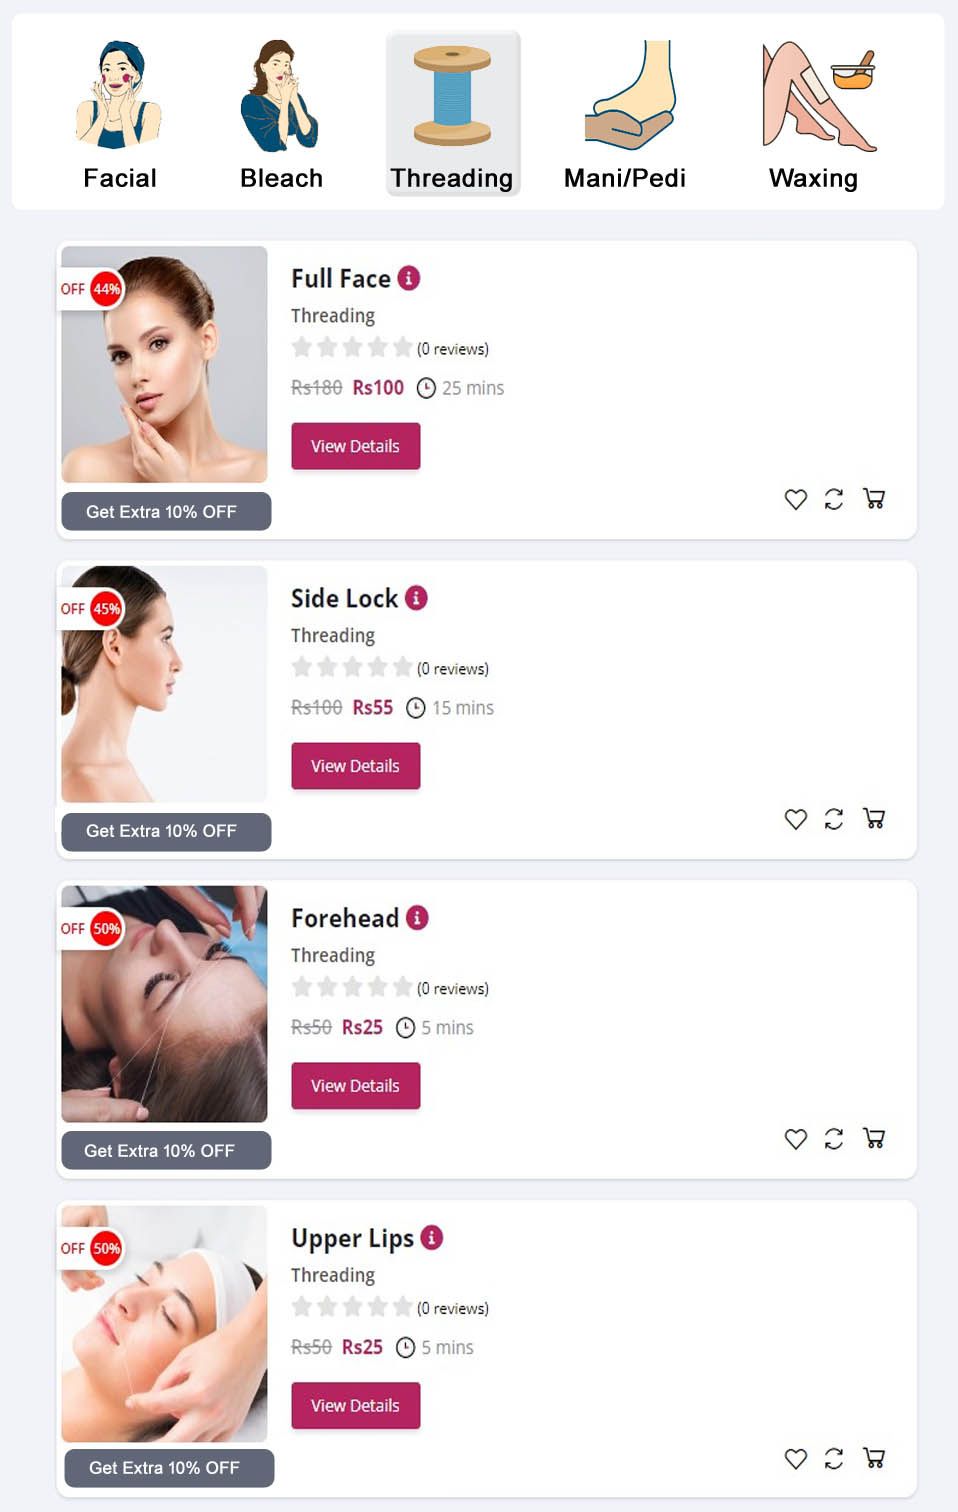 Facial Bleach Threading Mani/Pedi Waxing
OFF 44%
Full Face
Threading
(0 reviews)
Rs180 Rs100 25 mins
View Details
Get Extra 10% OFF
OFF 45%
Side Lock
Threading
(0 reviews)
Rs100 Rs55 15 mins
View Details
Get Extra 10% OFF
OFF 50%
Forehead
Threading
(0 reviews)
Rs50 Rs25 5 mins
View Details
Get Extra 10% OFF
OFF 50%
Upper Lips
Threading
(0 reviews)
Rs50 Rs25 5 mins
View Details
Get Extra 10% OFF